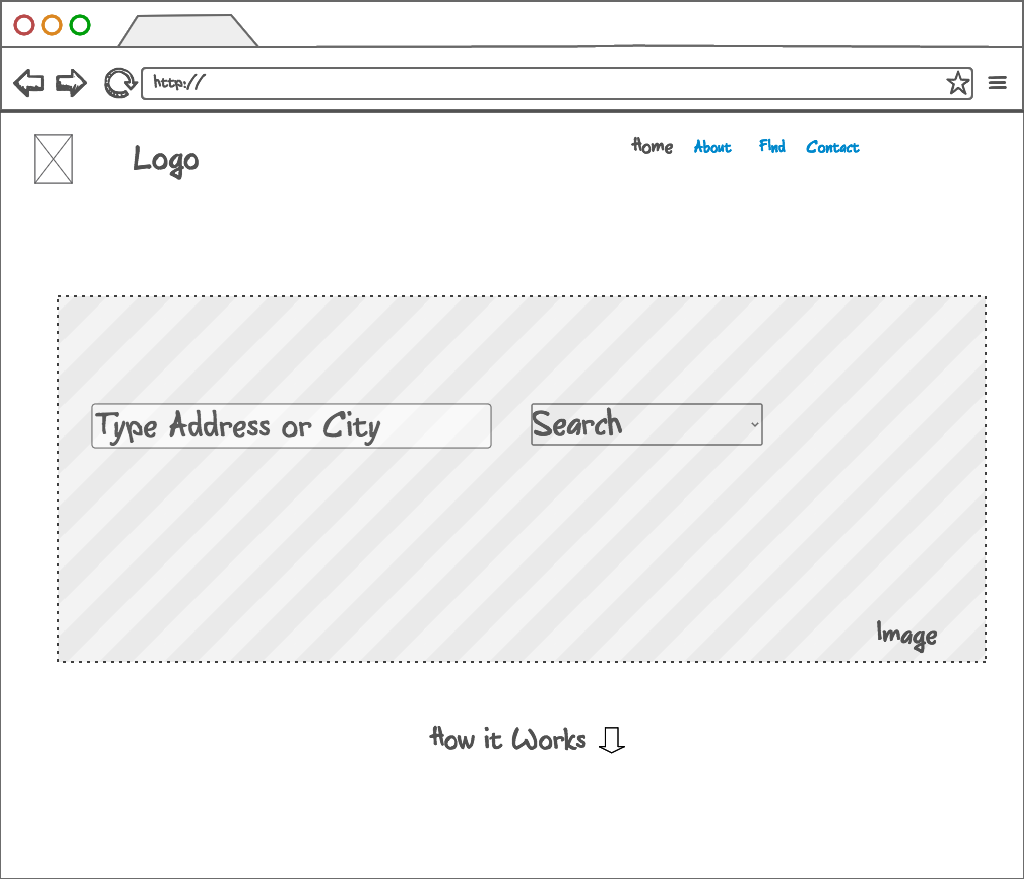 http://
Logo
Home About FInd Contact
Type Address or City
Search
Image
How it Works